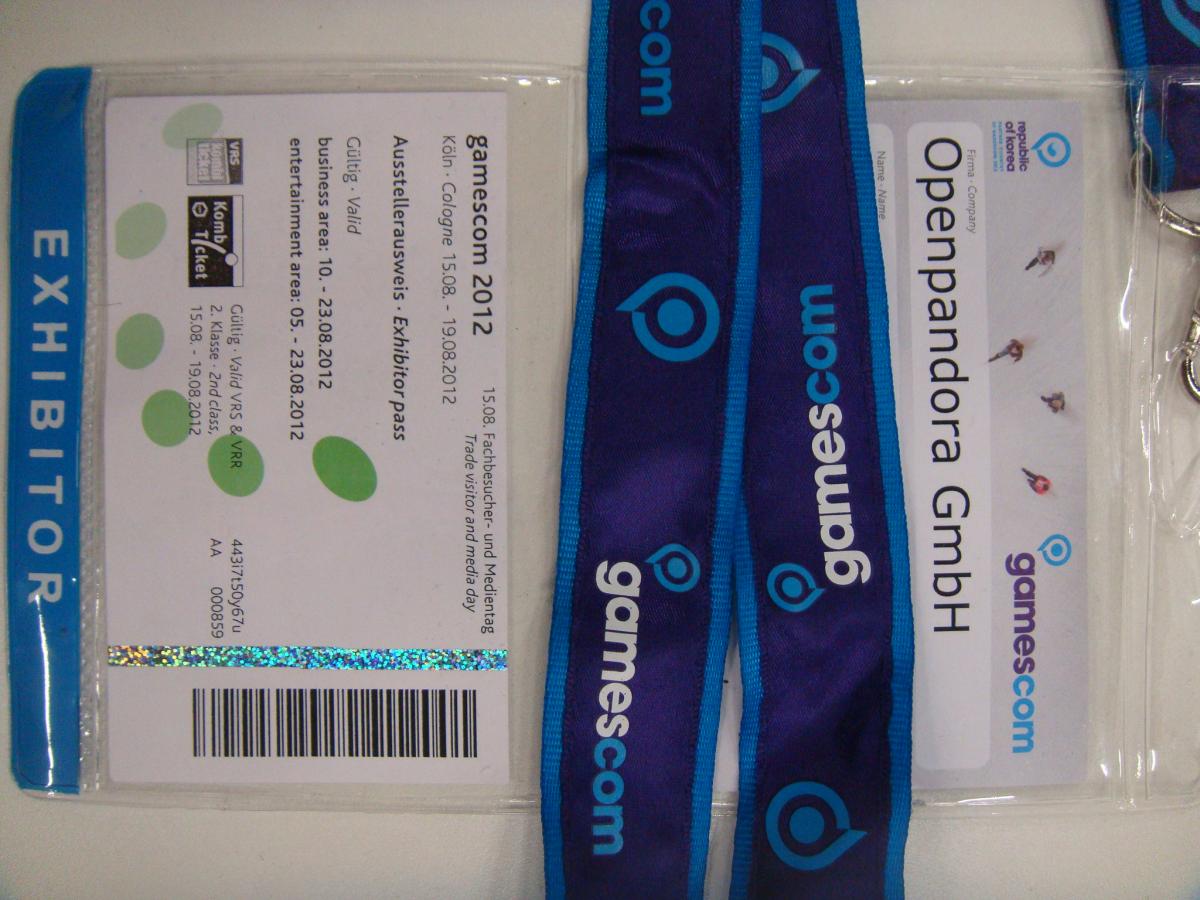 republic
of korea
gamescom
Firma · Company
Openpandora GmbH
Name · Name
gamescom
gamescom
com
gamescom 2012
Köln · Cologne 15.08. - 19.08.2012
15.08. Fachbesucher- und Medientag
Trade visitor and media day
Ausstellerausweis · Exhibitor pass
Gültig · Valid
business area: 10. - 23.08.2012
entertainment area: 05. - 23.08.2012
VRS
kombi
ticket
Komb
Ticket
Gültig · Valid VRS & VRR
2. Klasse · 2nd class,
15.08. - 19.08.2012
443i7t50y67u
AA 000859
EXHIBITOR